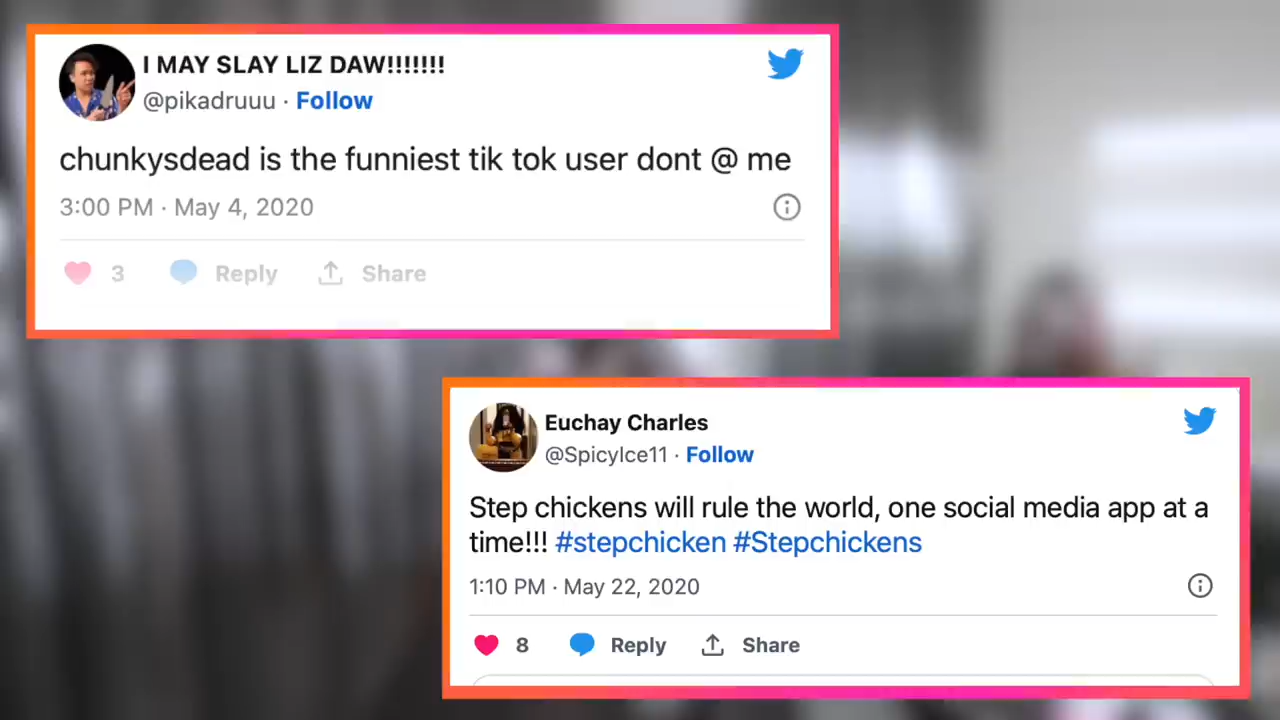 I MAY SLAY LIZ DAW!!!!!!!
@pikadruuu · Follow
chunkysdead is the funniest tik tok user dont @ me
3:00 PM · May 4, 2020
3 Reply Share
Euchay Charles
@SpicyIce11 · Follow
Step chickens will rule the world, one social media app at a
time!!! #stepchicken #Stepchickens
1:10 PM · May 22, 2020
8 Reply Share